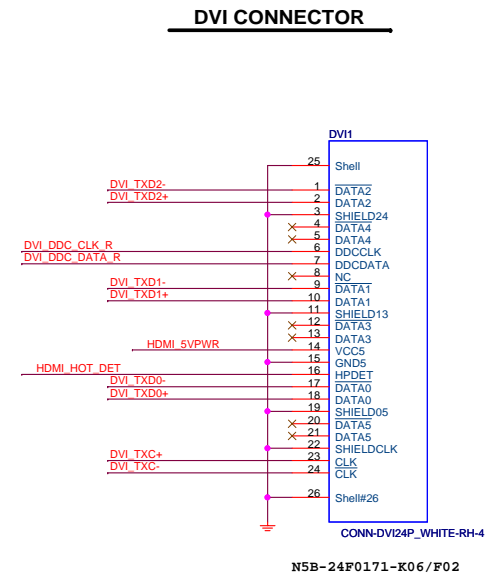 DVI CONNECTOR
DVI1
25 Shell
DVI_TXD2- 1 DATA2
DVI_TXD2+ 2 DATA2
3 SHIELD24
4 DATA4
5 DATA4
DVI_DDC_CLK_R 6 DDCCLK
DVI_DDC_DATA_R 7 DDCDATA
8 NC
DVI_TXD1- 9 DATA1
DVI_TXD1+ 10 DATA1
11 SHIELD13
12 DATA3
13 DATA3
HDMI_5VPWR 14 VCC5
15 GND5
HDMI_HOT_DET 16 HPDET
DVI_TXD0- 17 DATA0
DVI_TXD0+ 18 DATA0
19 SHIELD05
20 DATA5
21 DATA5
22 SHIELDCLK
DVI_TXC+ 23 CLK
DVI_TXC- 24 CLK
26 Shell#26
CONN-DVI24P_WHITE-RH-4
N5B-24F0171-K06/F02